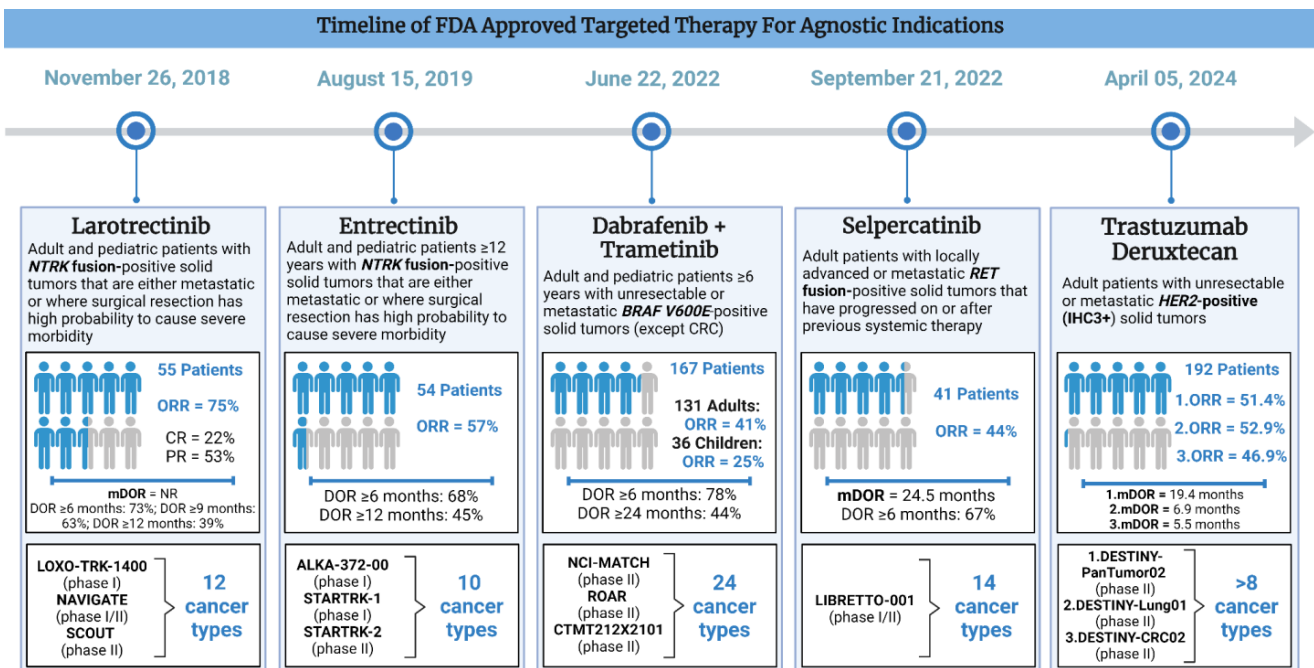 Timeline of FDA Approved Targeted Therapy For Agnostic Indications
November 26, 2018
August 15, 2019
June 22, 2022
September 21, 2022
April 05, 2024
Larotrectinib
Adult and pediatric patients with
NTRK fusion-positive solid
tumors that are either metastatic
or where surgical resection has
high probability to cause severe
morbidity
55 Patients
ORR = 75%
CR = 22%
PR = 53%
mDOR = NR
DOR ≥6 months: 73%; DOR ≥9 months:
63%; DOR ≥12 months: 39%
LOXO-TRK-1400
(phase I)
NAVIGATE
(phase I/II)
SCOUT
(phase II)
12
cancer
types
Entrectinib
Adult and pediatric patients ≥12
years with NTRK fusion-positive
solid tumors that are either
metastatic or where surgical
resection has high probability to
cause severe morbidity
54 Patients
ORR = 57%
DOR ≥6 months: 68%
DOR ≥12 months: 45%
ALKA-372-00
(phase I)
STARTRK-1
(phase I)
STARTRK-2
(phase II)
10
cancer
types
Dabrafenib +
Trametinib
Adult and pediatric patients ≥6
years with unresectable or
metastatic BRAF V600E-positive
solid tumors (except CRC)
167 Patients
131 Adults:
ORR = 41%
36 Children:
ORR = 25%
DOR ≥6 months: 78%
DOR ≥24 months: 44%
NCI-MATCH
(phase II)
ROAR
(phase II)
CTMT212X2101
(phase II)
24
cancer
types
Selpercatinib
Adult patients with locally
advanced or metastatic RET
fusion-positive solid tumors that
have progressed on or after
previous systemic therapy
41 Patients
ORR = 44%
mDOR = 24.5 months
DOR ≥6 months: 67%
LIBRETTO-001
(phase I/II)
14
cancer
types
Trastuzumab
Deruxtecan
Adult patients with unresectable
or metastatic HER2-positive
(IHC3+) solid tumors
192 Patients
1.ORR = 51.4%
2.ORR = 52.9%
3.ORR = 46.9%
1.mDOR = 19.4 months
2.mDOR = 6.9 months
3.mDOR = 5.5 months
1.DESTINY-
PanTumor02
(phase II)
2.DESTINY-Lung01
(phase II)
3.DESTINY-CRC02
(phase II)
>8
cancer
types